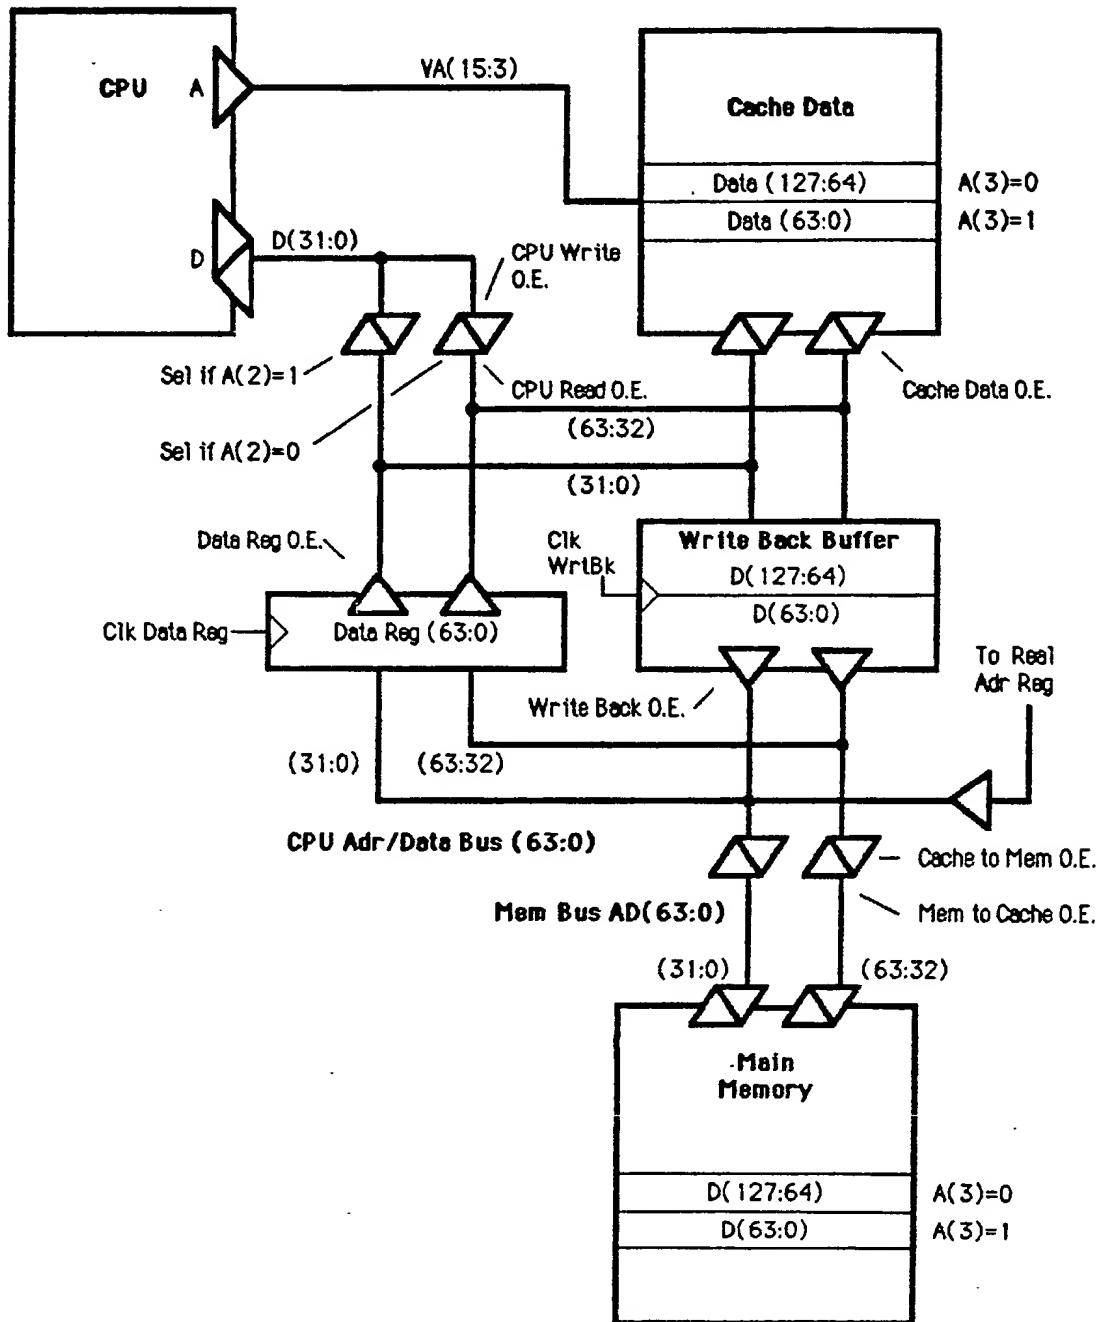 VA(15:3)
CPU A
Cache Data
Data (127:64) A(3)=0
Data (63:0) A(3)=1
D D(31:0)
CPU Write
O.E.
Sel if A(2)=1
CPU Read O.E.
Cache Data O.E.
Sel if A(2)=0
(63:32)
(31:0)
Data Reg O.E.
Clk
WrtBk
Write Back Buffer
D(127:64)
D(63:0)
Clk Data Reg
Data Reg (63:0)
To Real
Adr Reg
Write Back O.E.
(31:0) (63:32)
CPU Adr/Data Bus (63:0)
Cache to Mem O.E.
Mem Bus AD(63:0)
Mem to Cache O.E.
(31:0) (63:32)
Main
Memory
D(127:64) A(3)=0
D(63:0) A(3)=1